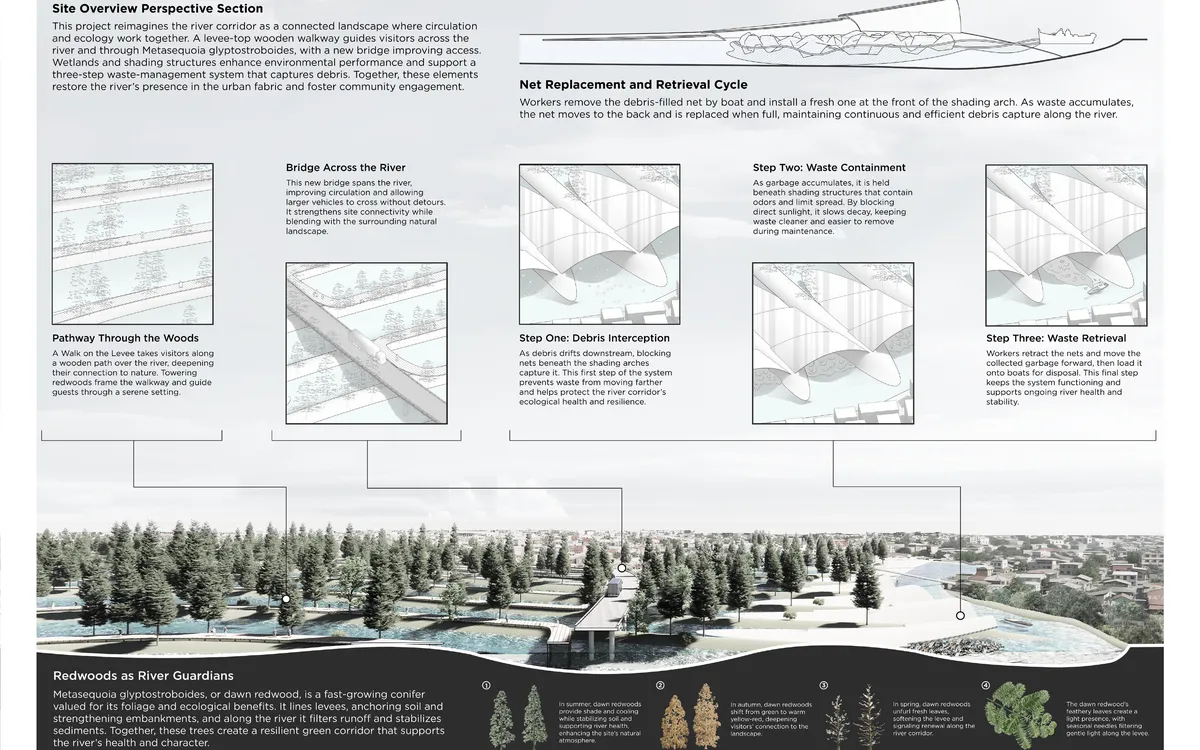 Site Overview Perspective Section
This project reimagines the river corridor as a connected landscape where circulation
and ecology work together. A levee-top wooden walkway guides visitors across the
river and through Metasequoia glyptostroboides, with a new bridge improving access.
Wetlands and shading structures enhance environmental performance and support a
three-step waste-management system that captures debris. Together, these elements
restore the river's presence in the urban fabric and foster community engagement.
Net Replacement and Retrieval Cycle
Workers remove the debris-filled net by boat and install a fresh one at the front of the shading arch. As waste accumulates,
the net moves to the back and is replaced when full, maintaining continuous and efficient debris capture along the river.
Pathway Through the Woods
A Walk on the Levee takes visitors along
a wooden path over the river, deepening
their connection to nature. Towering
redwoods frame the walkway and guide
guests through a serene setting.
Bridge Across the River
This new bridge spans the river,
improving circulation and allowing
larger vehicles to cross without detours.
It strengthens site connectivity while
blending with the surrounding natural
landscape.
Step One: Debris Interception
As debris drifts downstream, blocking
nets beneath the shading arches
capture it. This first step of the system
prevents waste from moving farther
and helps protect the river corridor's
ecological health and resilience.
Step Two: Waste Containment
As garbage accumulates, it is held
beneath shading structures that contain
odors and limit spread. By blocking
direct sunlight, it slows decay, keeping
waste cleaner and easier to remove
during maintenance.
Step Three: Waste Retrieval
Workers retract the nets and move the
collected garbage forward, then load it
onto boats for disposal. This final step
keeps the system functioning and
supports ongoing river health and
stability.
Redwoods as River Guardians
Metasequoia glyptostroboides, or dawn redwood, is a fast-growing conifer
valued for its foliage and ecological benefits. It lines levees, anchoring soil and
strengthening embankments, and along the river it filters runoff and stabilizes
sediments. Together, these trees create a resilient green corridor that supports
the river's health and character.
1
In summer, dawn redwoods
provide shade and cooling
while stabilizing soil and
supporting river health,
enhancing the site's natural
atmosphere.
2
In autumn, dawn redwoods
shift from green to warm
yellow-red, deepening
visitors' connection to the
landscape.
3
In spring, dawn redwoods
unfurl fresh leaves,
softening the levee and
signaling renewal along the
river corridor.
4
The dawn redwood's
feathery leaves create a
light presence, with
seasonal needles filtering
gentle light along the levee.